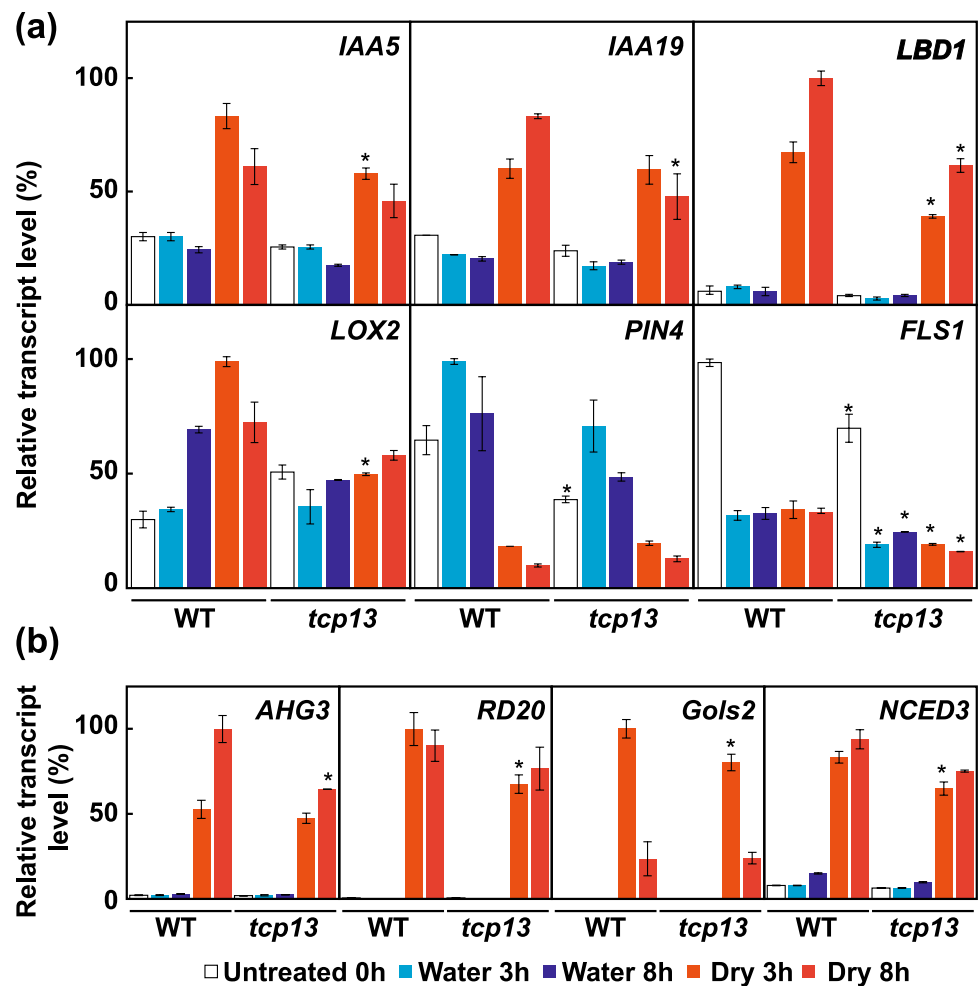 (a)
IAA5 IAA19 LBD1
Relative transcript level (%)
100
50
0
* * * *
LOX2 PIN4 FLS1
100
50
0
* * * * * * *
WT tcp13 WT tcp13 WT tcp13
(b)
AHG3 RD20 Gols2 NCED3
Relative transcript
level (%)
100
50
0
* * * *
WT tcp13 WT tcp13 WT tcp13 WT tcp13
Untreated 0h Water 3h Water 8h Dry 3h Dry 8h